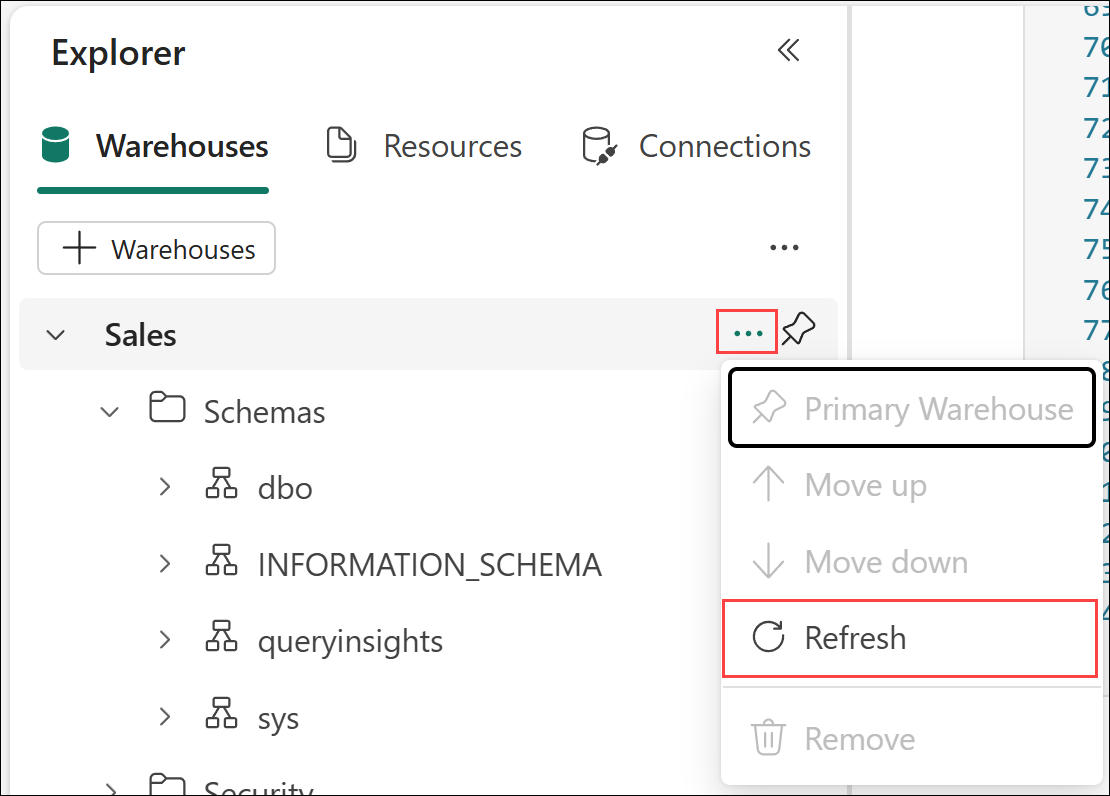 Explorer
Warehouses Resources Connections
Warehouses
Sales
Schemas
dbo
INFORMATION_SCHEMA
queryinsights
sys
Security
Primary Warehouse
Move up
Move down
Refresh
Remove
70
71
72
73
74
75
76
77